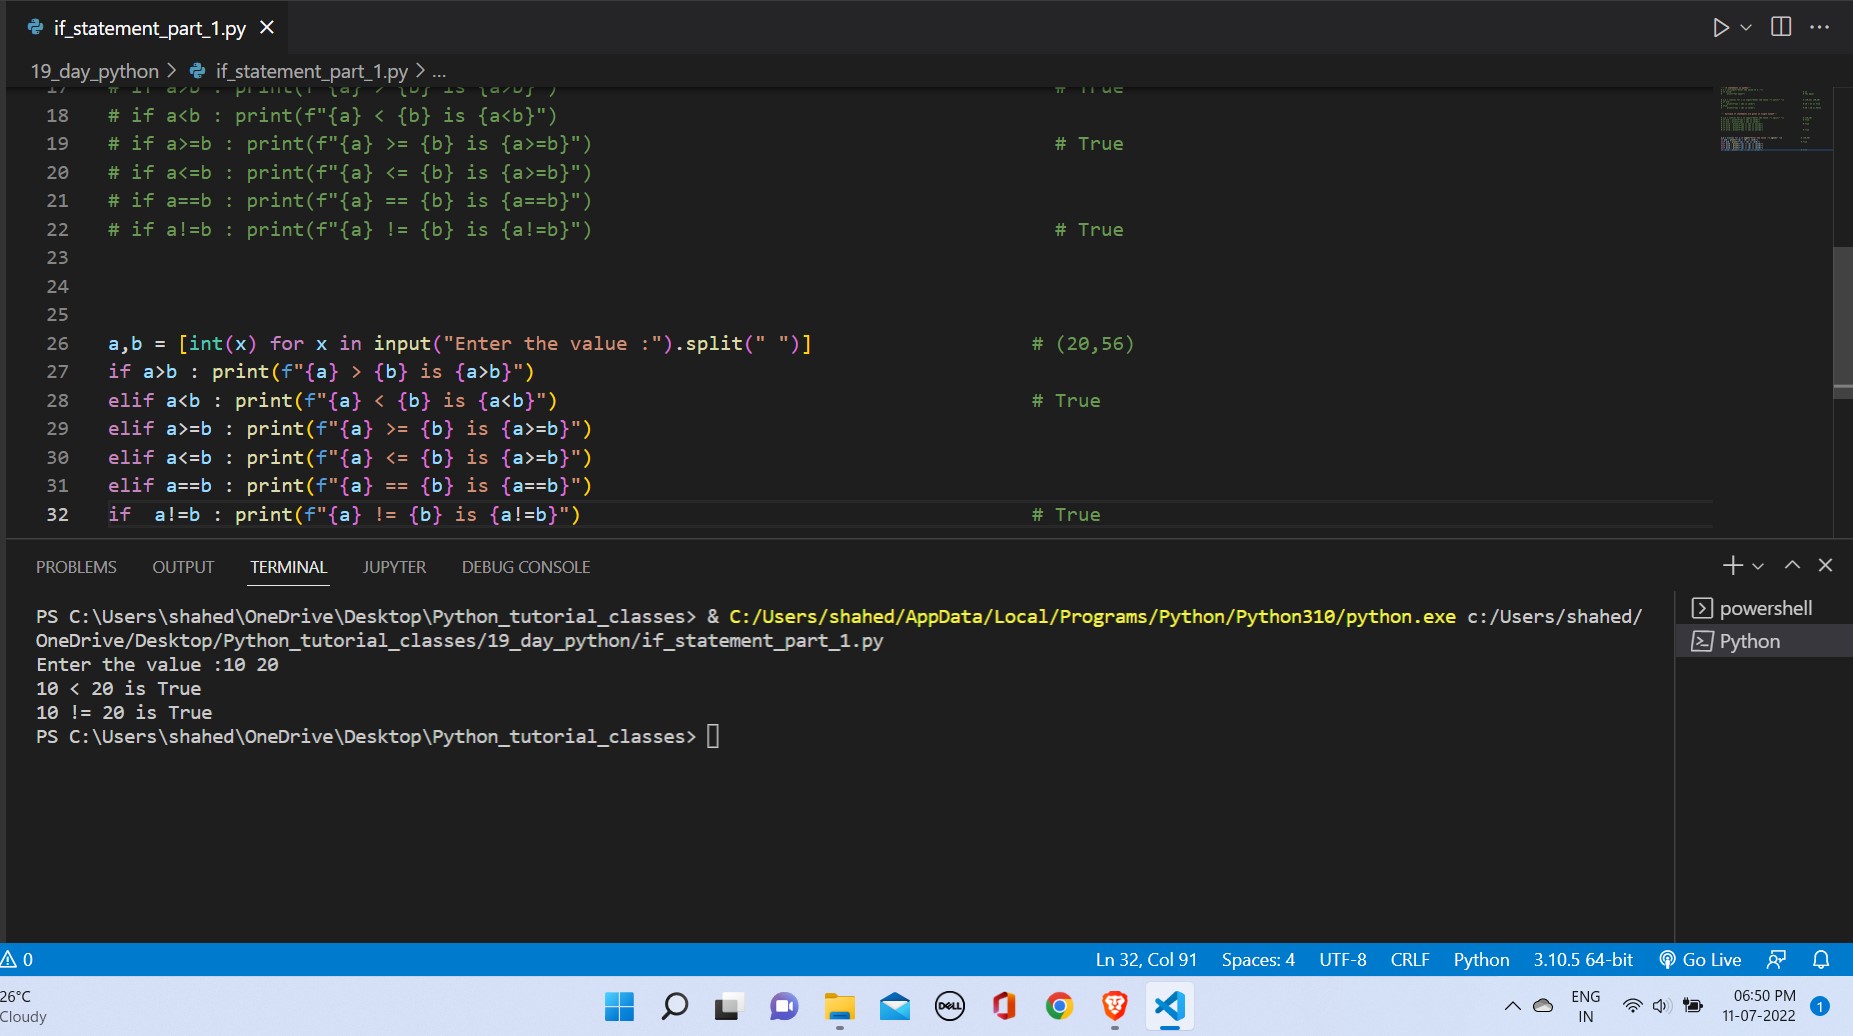 if_statement_part_1.py
19_day_python > if_statement_part_1.py > ...
17 # if a>b : print(f"{a} > {b} is {a>b}") # True
18 # if a<b : print(f"{a} < {b} is {a<b}")
19 # if a>=b : print(f"{a} >= {b} is {a>=b}") # True
20 # if a<=b : print(f"{a} <= {b} is {a>=b}")
21 # if a==b : print(f"{a} == {b} is {a==b}")
22 # if a!=b : print(f"{a} != {b} is {a!=b}") # True
23
24
25
26 a,b = [int(x) for x in input("Enter the value :").split(" ")] # (20,56)
27 if a>b : print(f"{a} > {b} is {a>b}")
28 elif a<b : print(f"{a} < {b} is {a<b}") # True
29 elif a>=b : print(f"{a} >= {b} is {a>=b}")
30 elif a<=b : print(f"{a} <= {b} is {a>=b}")
31 elif a==b : print(f"{a} == {b} is {a==b}")
32 if  a!=b : print(f"{a} != {b} is {a!=b}") # True
PROBLEMS OUTPUT TERMINAL JUPYTER DEBUG CONSOLE
PS C:\Users\shahed\OneDrive\Desktop\Python_tutorial_classes> & C:/Users/shahed/AppData/Local/Programs/Python/Python310/python.exe c:/Users/shahed/
OneDrive/Desktop/Python_tutorial_classes/19_day_python/if_statement_part_1.py
Enter the value :10 20
10 < 20 is True
10 != 20 is True
PS C:\Users\shahed\OneDrive\Desktop\Python_tutorial_classes>
powershell
Python
0 Ln 32, Col 91 Spaces: 4 UTF-8 CRLF Python 3.10.5 64-bit Go Live
26°C
Cloudy
DELL
ENG
IN
06:50 PM
11-07-2022
1